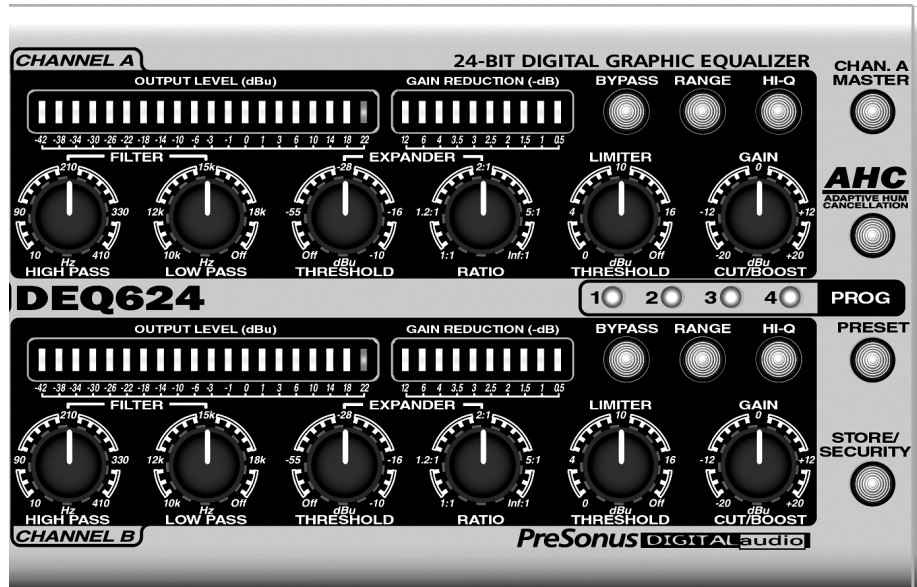 CHANNEL A
24-BIT DIGITAL GRAPHIC EQUALIZER
CHAN. A
MASTER
OUTPUT LEVEL (dBu) GAIN REDUCTION (-dB) BYPASS RANGE HI-Q
-42 -38 -34 -30 -26 -22 -18 -14 -10 -6 -3 -1 0 1 3 6 10 14 18 22 12 6 4 3.5 3 2.5 2 1.5 1 0.5
FILTER EXPANDER LIMITER GAIN
210 15k -28 2:1 10 0
90 330 12k 18k -55 -16 1.2:1 5:1 4 16 -12 +12
10 Hz 410 10k Hz Off Off dBu -10 1:1 Inf:1 0 dBu Off -20 dBu +20
HIGH PASS LOW PASS THRESHOLD RATIO THRESHOLD CUT/BOOST
AHC
ADAPTIVE HUM
CANCELLATION
DEQ624
1 2 3 4 PROG
PRESET
OUTPUT LEVEL (dBu) GAIN REDUCTION (-dB) BYPASS RANGE HI-Q
-42 -38 -34 -30 -26 -22 -18 -14 -10 -6 -3 -1 0 1 3 6 10 14 18 22 12 6 4 3.5 3 2.5 2 1.5 1 0.5
FILTER EXPANDER LIMITER GAIN
210 15k -28 2:1 10 0
90 330 12k 18k -55 -16 1.2:1 5:1 4 16 -12 +12
10 Hz 410 10k Hz Off Off dBu -10 1:1 Inf:1 0 dBu Off -20 dBu +20
HIGH PASS LOW PASS THRESHOLD RATIO THRESHOLD CUT/BOOST
STORE/
SECURITY
CHANNEL B
PreSonus DIGITAL audio